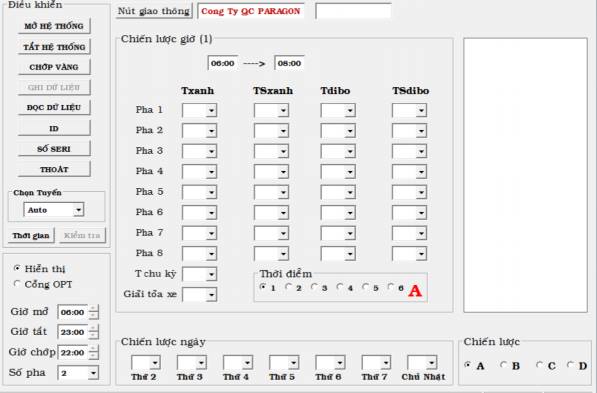 Điều khiển
MỞ HỆ THỐNG
TẮT HỆ THỐNG
CHỚP VÀNG
GHI DỮ LIỆU
ĐỌC DỮ LIỆU
ID
SỐ SERI
THOÁT
Chọn Tuyến
Auto
Thời gian Kiểm tra
Hiển thị
Cổng OPT
Giờ mở 06:00
Giờ tắt 23:00
Giờ chớp 22:00
Số pha 2
Nút giao thông Cong Ty QC PARAGON
Chiến lược giờ (1)
06:00 ----> 08:00
Txanh TSxanh Tdibo TSdibo
Pha 1
Pha 2
Pha 3
Pha 4
Pha 5
Pha 6
Pha 7
Pha 8
T chu kỳ
Giải tỏa xe
Thời điểm
1 2 3 4 5 6 A
Chiến lược ngày
Thứ 2 Thứ 3 Thứ 4 Thứ 5 Thứ 6 Thứ 7 Chủ Nhật
Chiến lược
A B C D